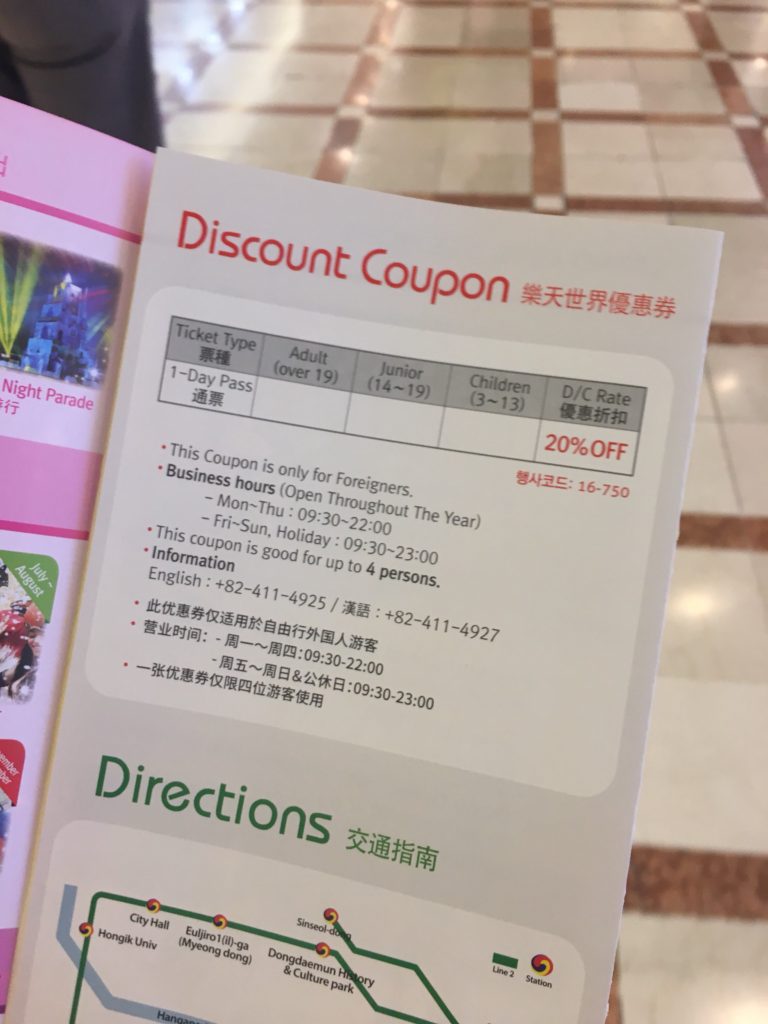 Discount Coupon 樂天世界優惠券
Ticket Type
票種
Adult
(over 19)
Junior
(14~19)
Children
(3~13)
D/C Rate
優惠折扣
1-Day Pass
通票
20%OFF
행사코드: 16-750
• This Coupon is only for Foreigners.
• Business hours (Open Throughout The Year)
– Mon~Thu : 09:30~22:00
– Fri~Sun, Holiday : 09:30~23:00
• This coupon is good for up to 4 persons.
• Information
English : +82-411-4925 / 漢語 : +82-411-4927
• 此优惠券仅适用於自由行外国人游客
• 营业时间: - 周一～周四:09:30-22:00
- 周五～周日&公休日:09:30-23:00
• 一张优惠券仅限四位游客使用
Directions 交通指南
City Hall
Hongik Univ
Euljiro1(il)-ga
(Myeong dong)
Sinseol-dong
Dongdaemun History
& Culture park
Line 2
Station
Night Parade
行
July ~
August